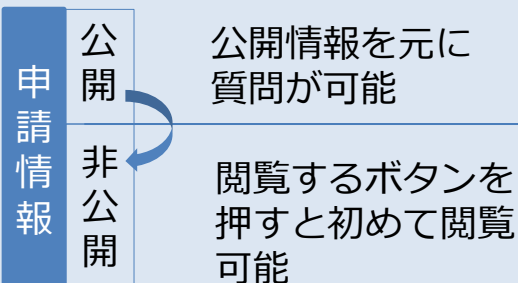 申請情報
公開
公開情報を元に
質問が可能
非公開
閲覧するボタンを
押すと初めて閲覧
可能